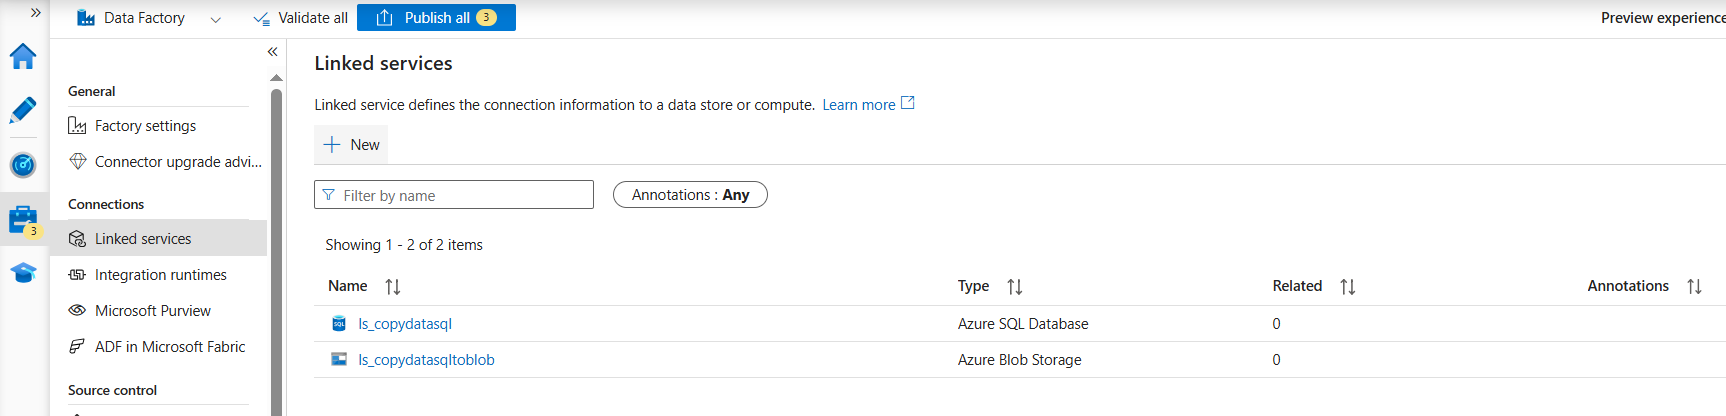 Data Factory
Validate all
Publish all 3
Preview experience
General
Factory settings
Connector upgrade advi...
Connections
3
Linked services
Integration runtimes
Microsoft Purview
ADF in Microsoft Fabric
Source control
Linked services
Linked service defines the connection information to a data store or compute. Learn more
New
Filter by name
Annotations : Any
Showing 1 - 2 of 2 items
Name Type Related Annotations
SQL ls_copydatasql Azure SQL Database 0
ls_copydatasqltoblob Azure Blob Storage 0